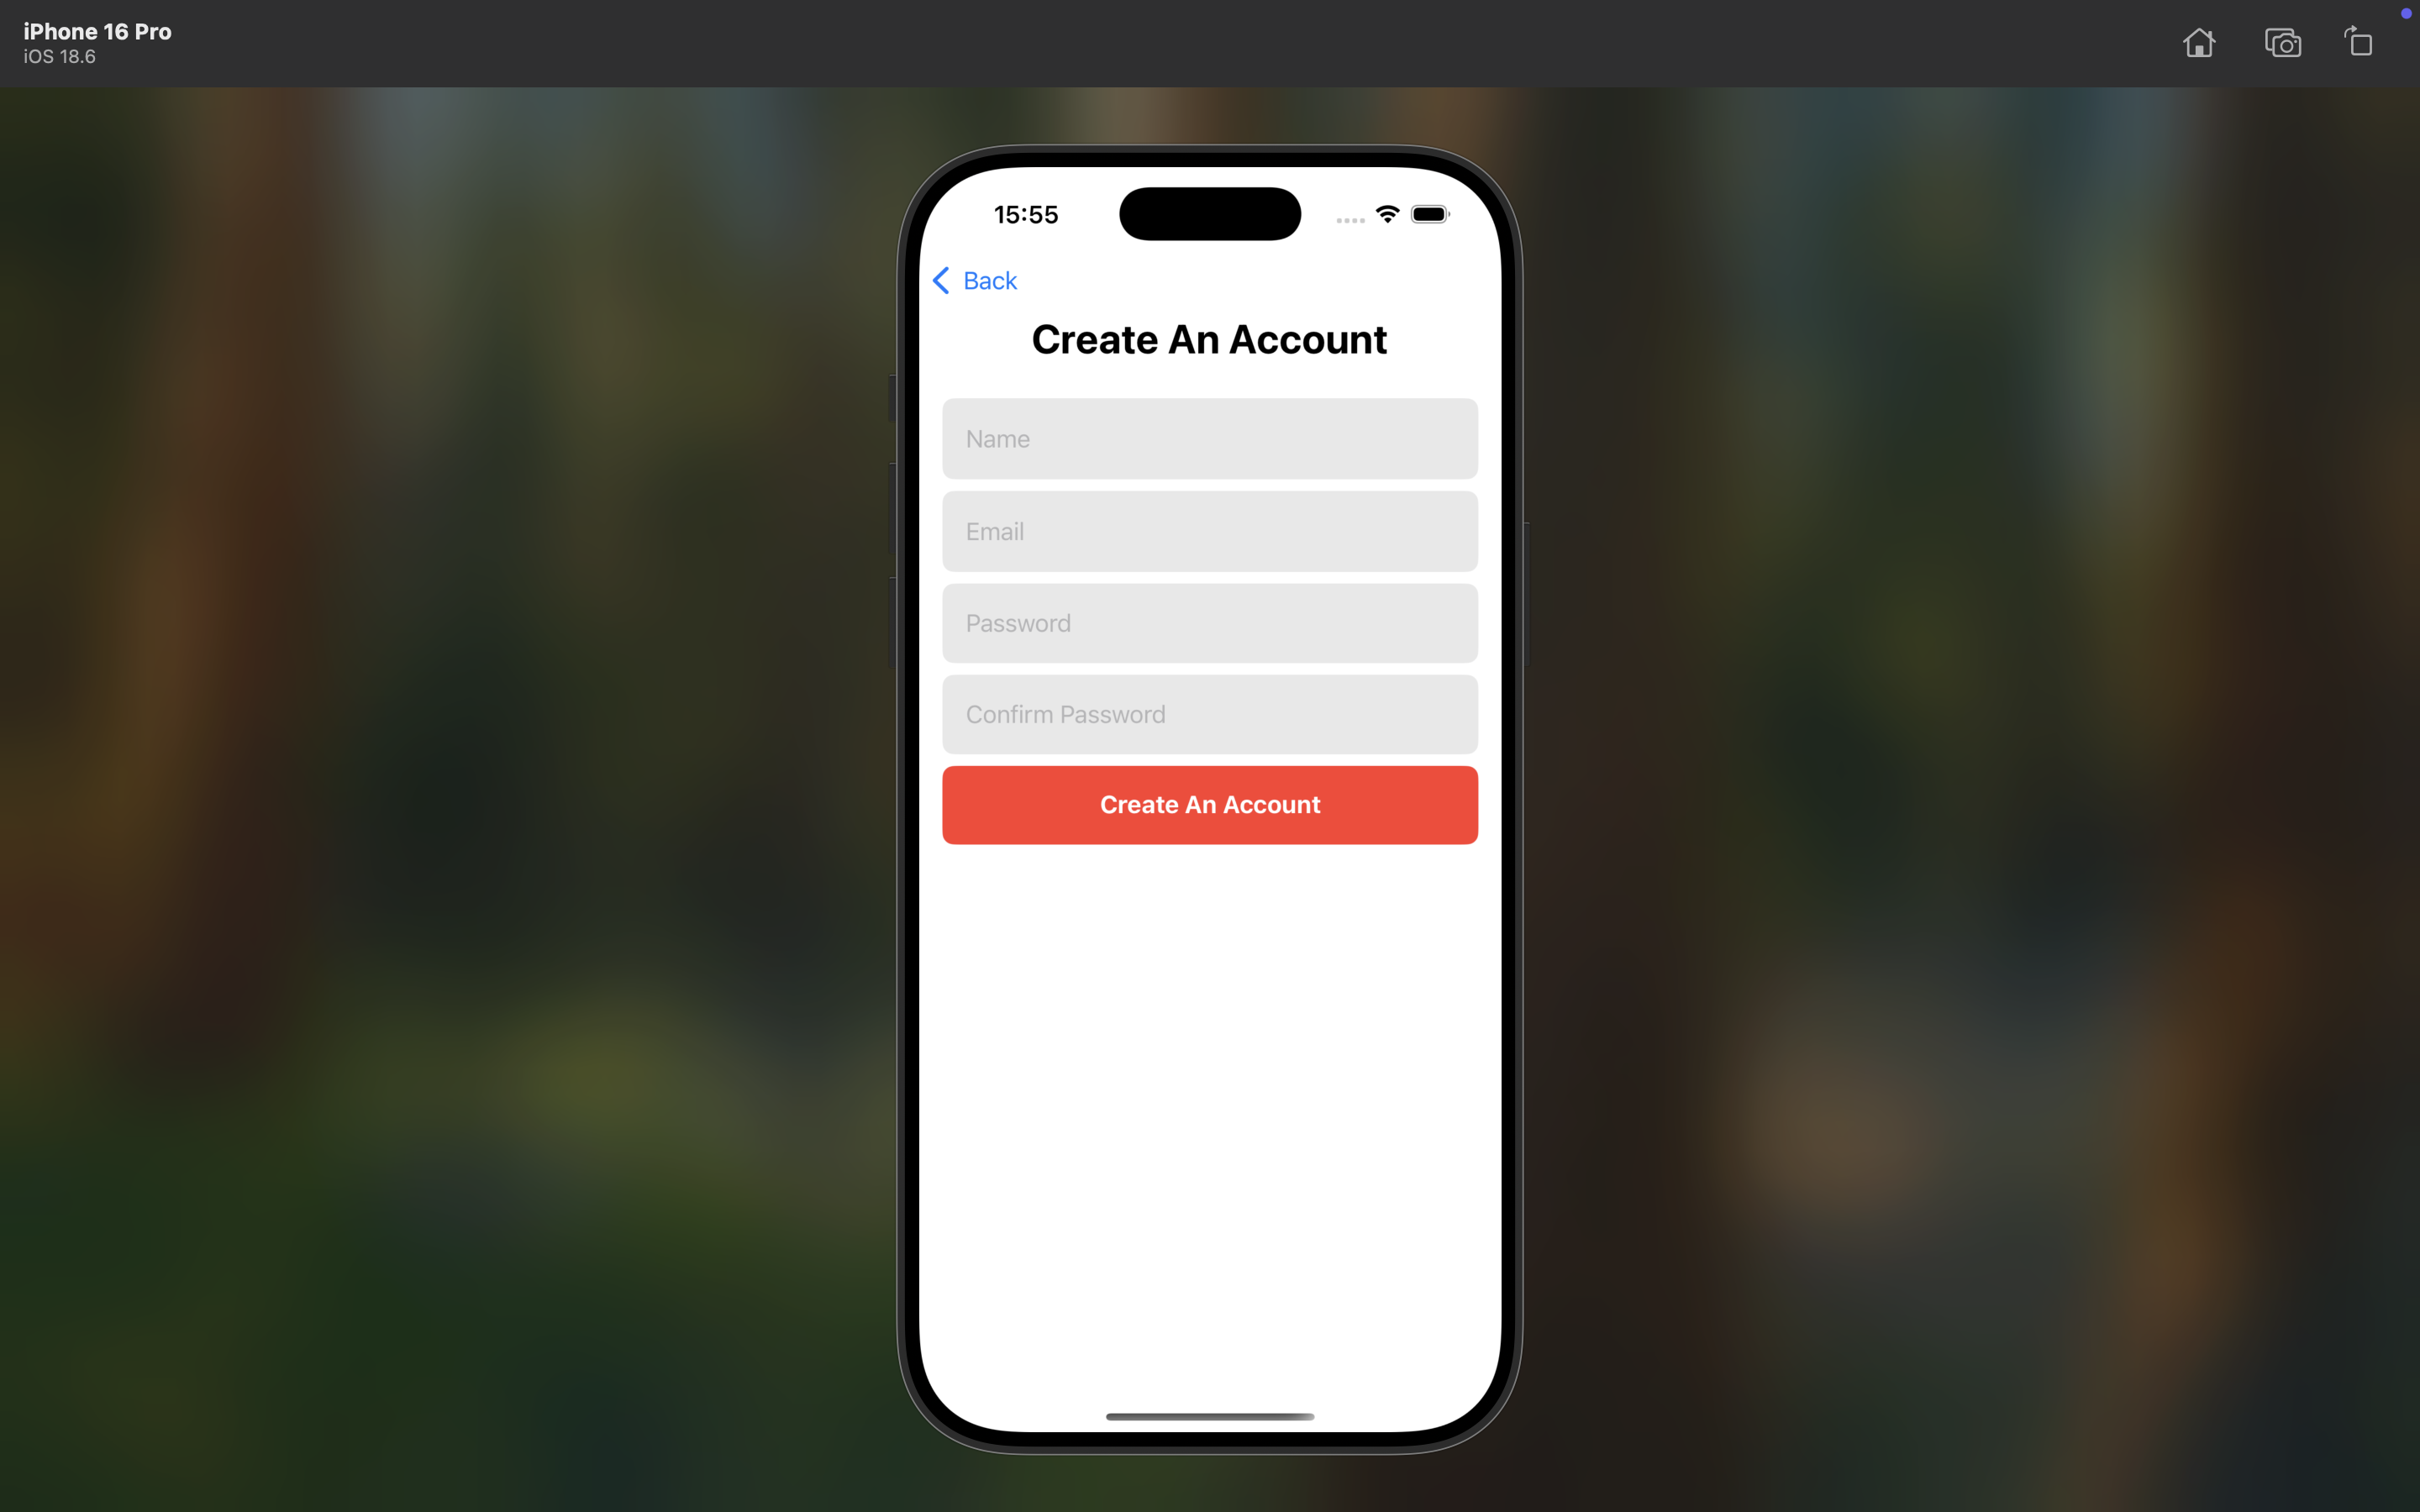 iPhone 16 Pro
iOS 18.6
15:55
Back
Create An Account
Name
Email
Password
Confirm Password
Create An Account